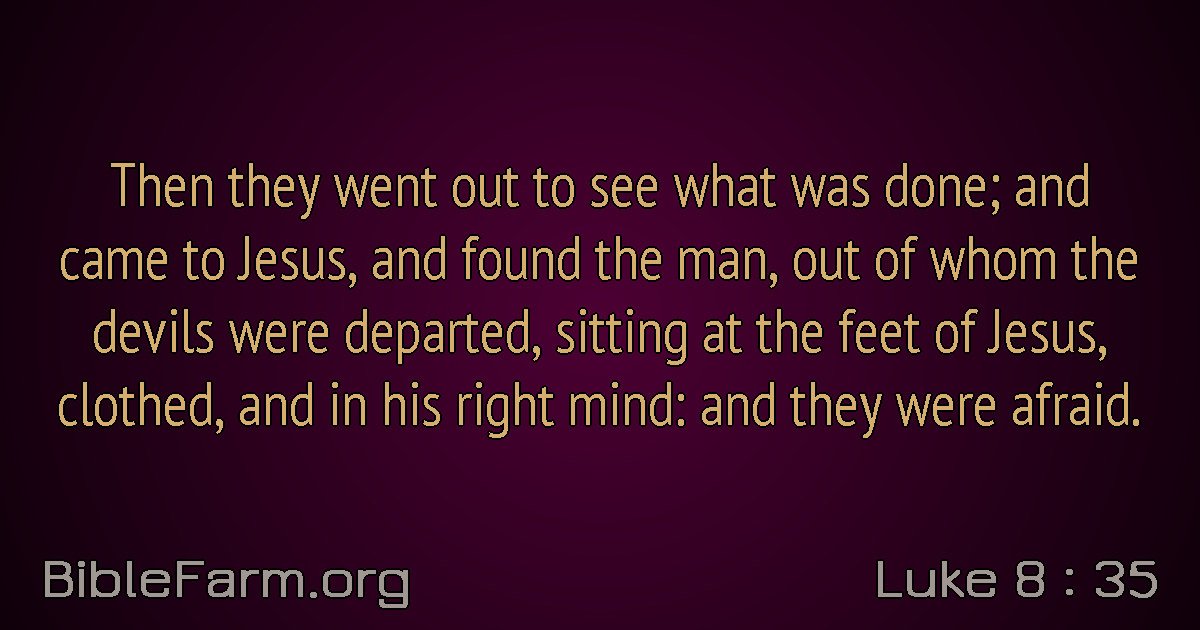 Then they went out to see what was done; and
came to Jesus, and found the man, out of whom the
devils were departed, sitting at the feet of Jesus,
clothed, and in his right mind: and they were afraid.
BibleFarm.org
Luke 8 : 35